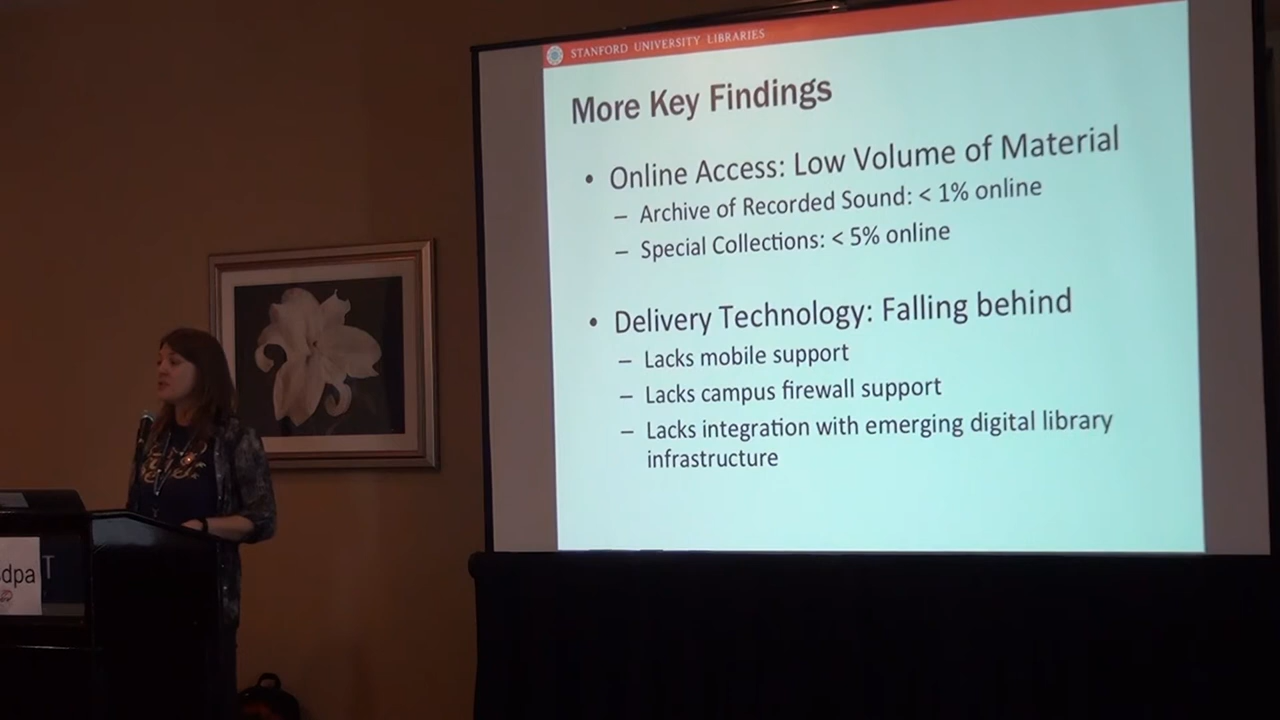 STANFORD UNIVERSITY LIBRARIES
More Key Findings
• Online Access: Low Volume of Material
– Archive of Recorded Sound: < 1% online
– Special Collections: < 5% online
• Delivery Technology: Falling behind
– Lacks mobile support
– Lacks campus firewall support
– Lacks integration with emerging digital library
infrastructure
dpa
T